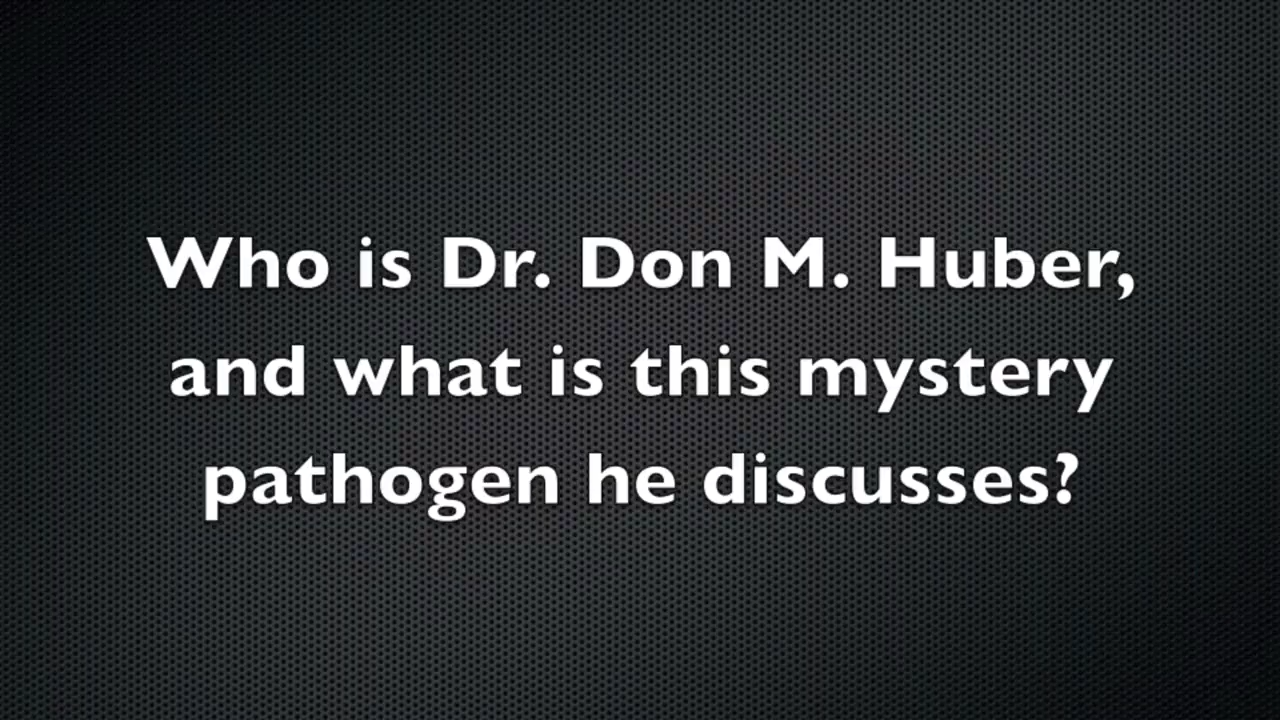 Who is Dr. Don M. Huber,
and what is this mystery
pathogen he discusses?